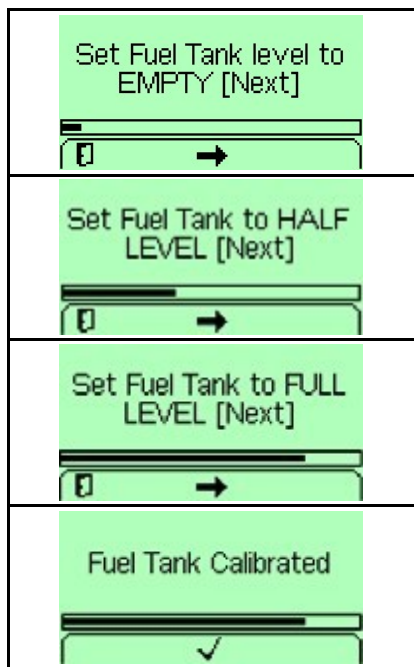 Set Fuel Tank level to
EMPTY [Next]
Set Fuel Tank to HALF
LEVEL [Next]
Set Fuel Tank to FULL
LEVEL [Next]
Fuel Tank Calibrated